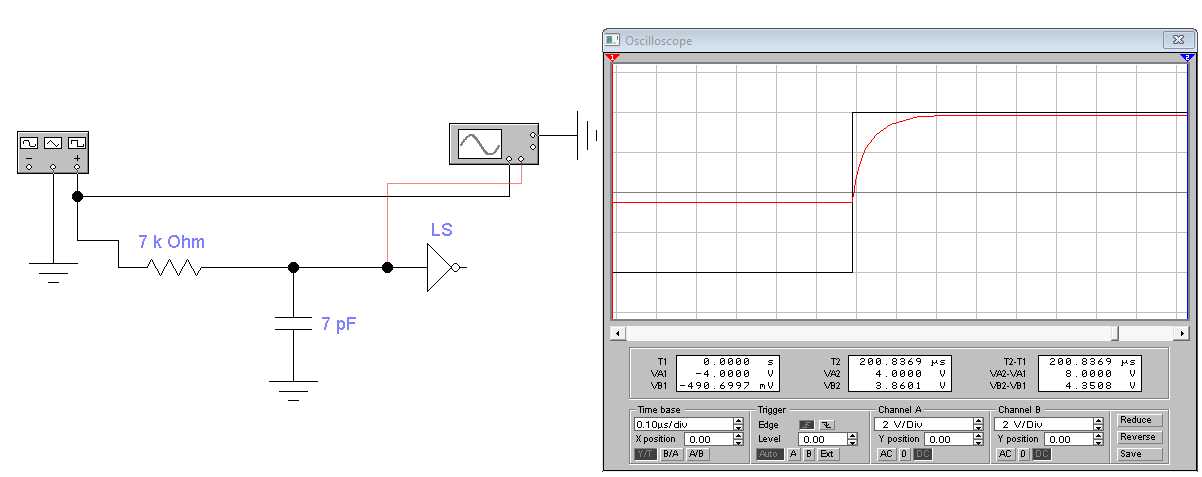 Oscilloscope
1
2
7 k Ohm
LS
7 pF
T1 0.0000 s
VA1 -4.0000 V
VB1 -490.6997 mV
T2 200.8369 µs
VA2 4.0000 V
VB2 3.8601 V
T2-T1 200.8369 µs
VA2-VA1 8.0000 V
VB2-VB1 4.3508 V
Time base
0.10µs/div
X position 0.00
Y/T B/A A/B
Trigger
Edge
Level 0.00
Auto A B Ext
Channel A
2 V/Div
Y position 0.00
AC 0 DC
Channel B
2 V/Div
Y position 0.00
AC 0 DC
Reduce
Reverse
Save